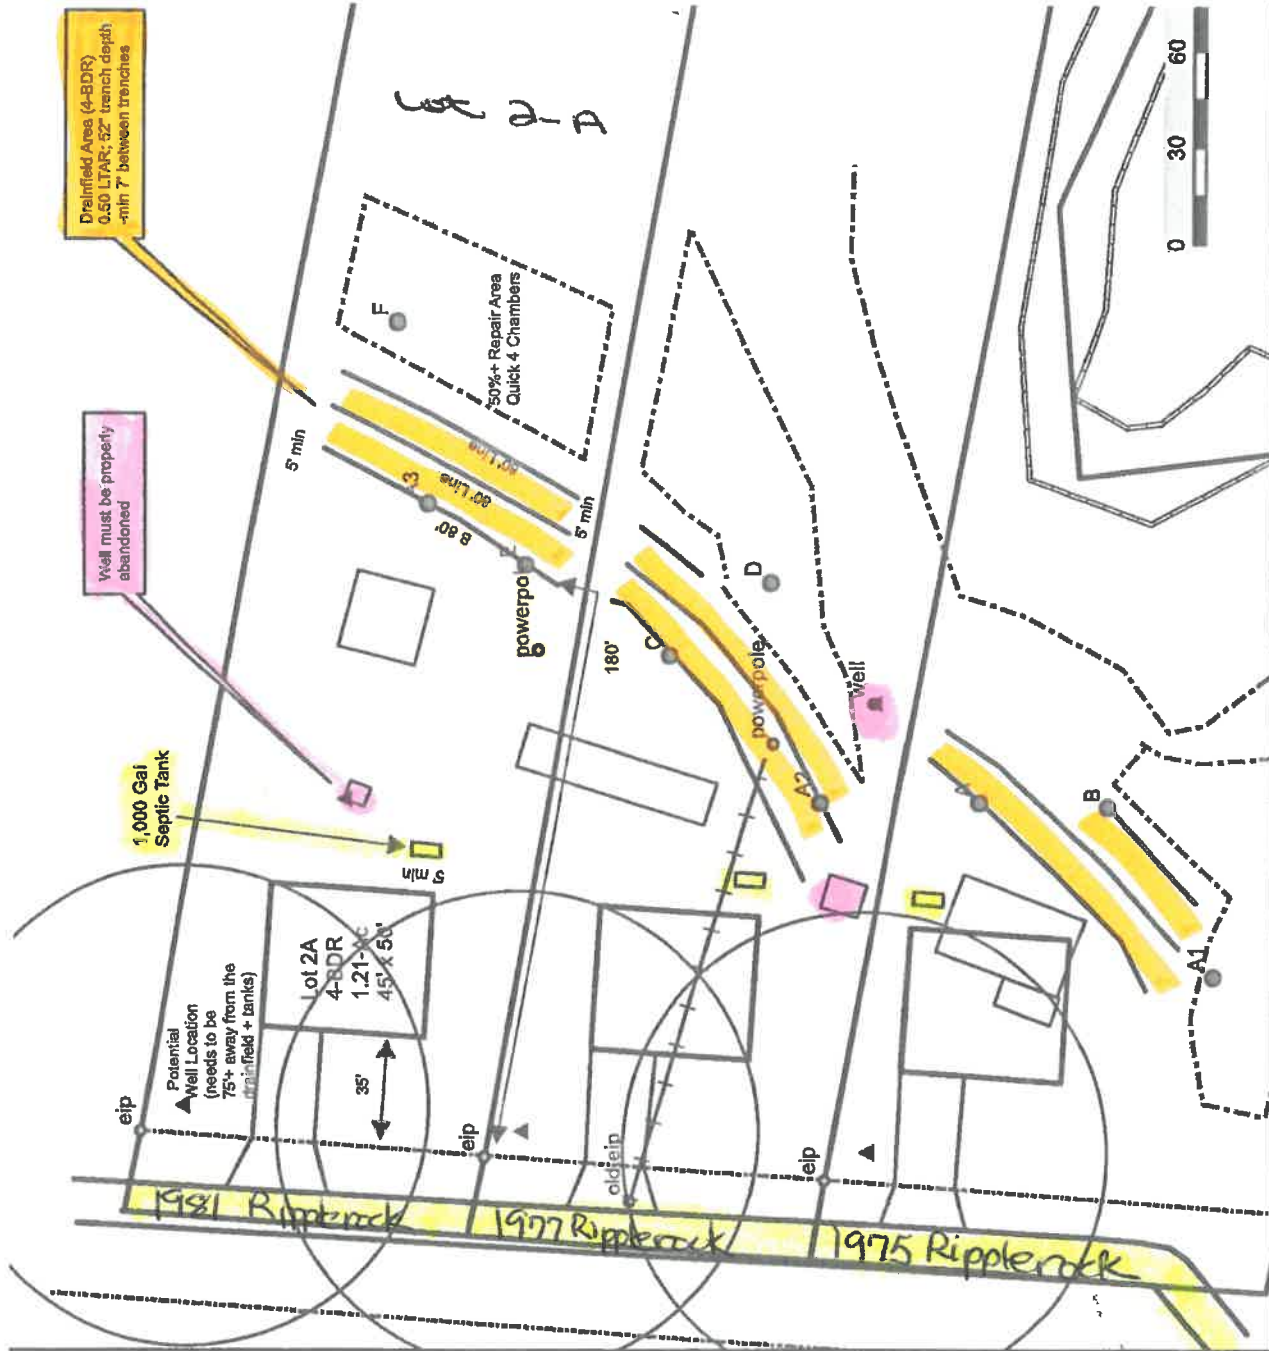 Drainfield Area (4-BDR)
0.50 LTAR; 52" trench depth
-min 7' between trenches
Well must be properly
abandoned
1,000 Gal
Septic Tank
5' min
5' min
F
50%+ Repair Area
Quick 4 Chambers
80' Line
80' Line
B 80'
5' min
powerpo
180'
Lot 2A
4-BDR
1.21-Ac
45' x 50'
Potential
Well Location
(needs to be
75'+ away from the
drainfield + tanks)
35'
eip
eip
old eip
eip
C
D
powerpole
A2
well
A
B
A1
0 30 60
1981 Ripplerock
1977 Ripplerock
1975 Ripplerock